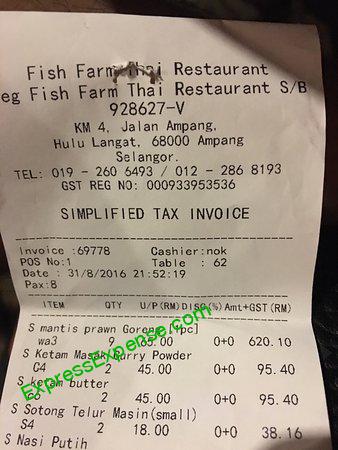 Fish Farm Thai Restaurant
eg Fish Farm Thai Restaurant S/B
928627-V
KM 4, Jalan Ampang,
Hulu Langat, 68000 Ampang
Selangor.
TEL: 019 - 260 6493 / 012 - 286 8193
GST REG NO: 000933953536
SIMPLIFIED TAX INVOICE
Invoice :69778 Cashier:nok
POS No:1 Table : 62
Date : 31/8/2016 21:52:19
Pax:8
ITEM QTY U/P(RM) DISC(%) Amt+GST(RM)
S mantis prawn Goreng [1pc]
wa3 9 65.00 0+0 620.10
S Ketam Masak Curry Powder
C4 2 45.00 0+0 95.40
S ketam butter
2 45.00 0+0 95.40
S Sotong Telur Masin(small)
S4 2 18.00 0+0 38.16
S Nasi Putih
ExpressExpense.com